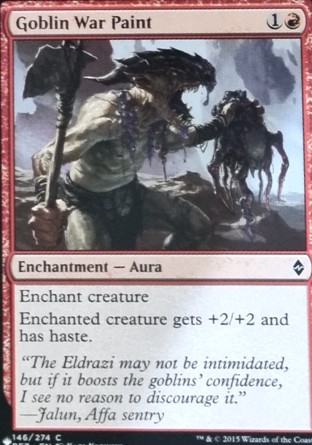 Goblin War Paint 1
Enchantment — Aura
Enchant creature
Enchanted creature gets +2/+2 and
has haste.
"The Eldrazi may not be intimidated,
but if it boosts the goblins' confidence,
I see no reason to discourage it."
—Jalun, Affa sentry
146/274 C
™ & © 2015 Wizards of the Coas